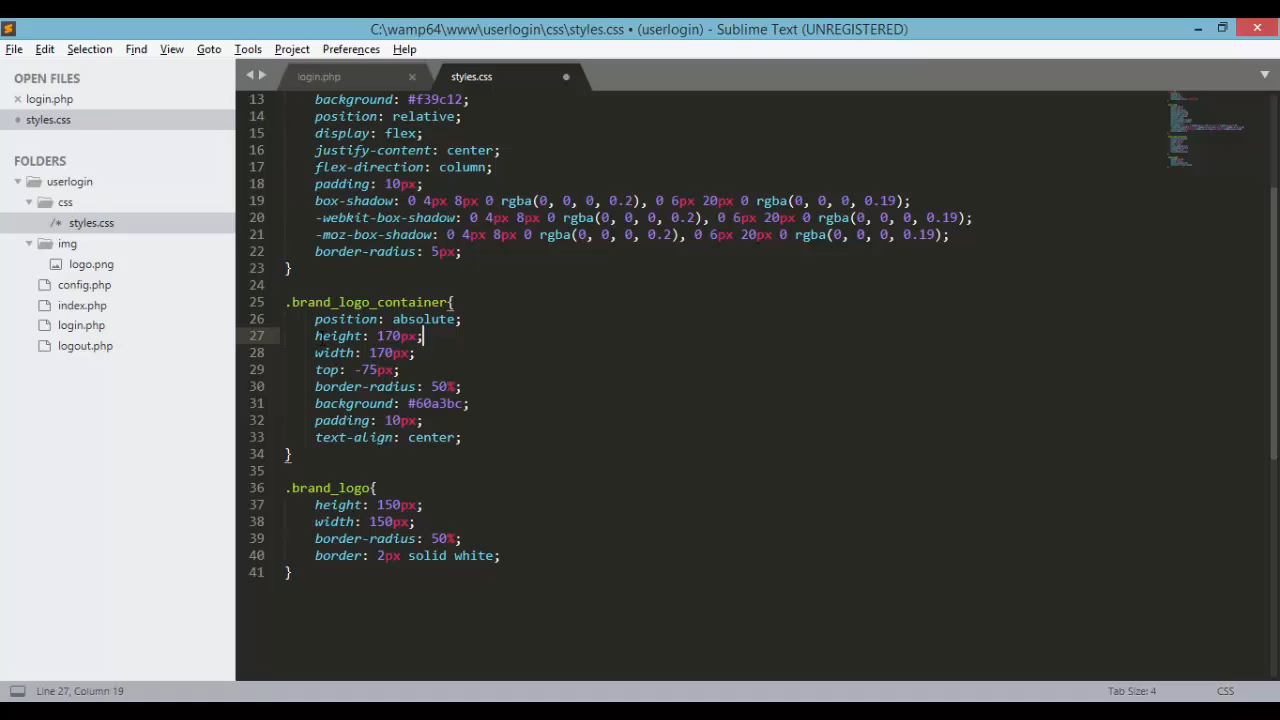 C:\wamp64\www\userlogin\css\styles.css • (userlogin) - Sublime Text (UNREGISTERED)
File Edit Selection Find View Goto Tools Project Preferences Help
OPEN FILES
login.php
styles.css
FOLDERS
userlogin
css
/* styles.css
img
logo.png
config.php
index.php
login.php
logout.php
login.php
styles.css
13 background: #f39c12;
14 position: relative;
15 display: flex;
16 justify-content: center;
17 flex-direction: column;
18 padding: 10px;
19 box-shadow: 0 4px 8px 0 rgba(0, 0, 0, 0.2), 0 6px 20px 0 rgba(0, 0, 0, 0.19);
20 -webkit-box-shadow: 0 4px 8px 0 rgba(0, 0, 0, 0.2), 0 6px 20px 0 rgba(0, 0, 0, 0.19);
21 -moz-box-shadow: 0 4px 8px 0 rgba(0, 0, 0, 0.2), 0 6px 20px 0 rgba(0, 0, 0, 0.19);
22 border-radius: 5px;
23 }
24
25 .brand_logo_container{
26 position: absolute;
27 height: 170px;
28 width: 170px;
29 top: -75px;
30 border-radius: 50%;
31 background: #60a3bc;
32 padding: 10px;
33 text-align: center;
34 }
35
36 .brand_logo{
37 height: 150px;
38 width: 150px;
39 border-radius: 50%;
40 border: 2px solid white;
41 }
Line 27, Column 19
Tab Size: 4
CSS